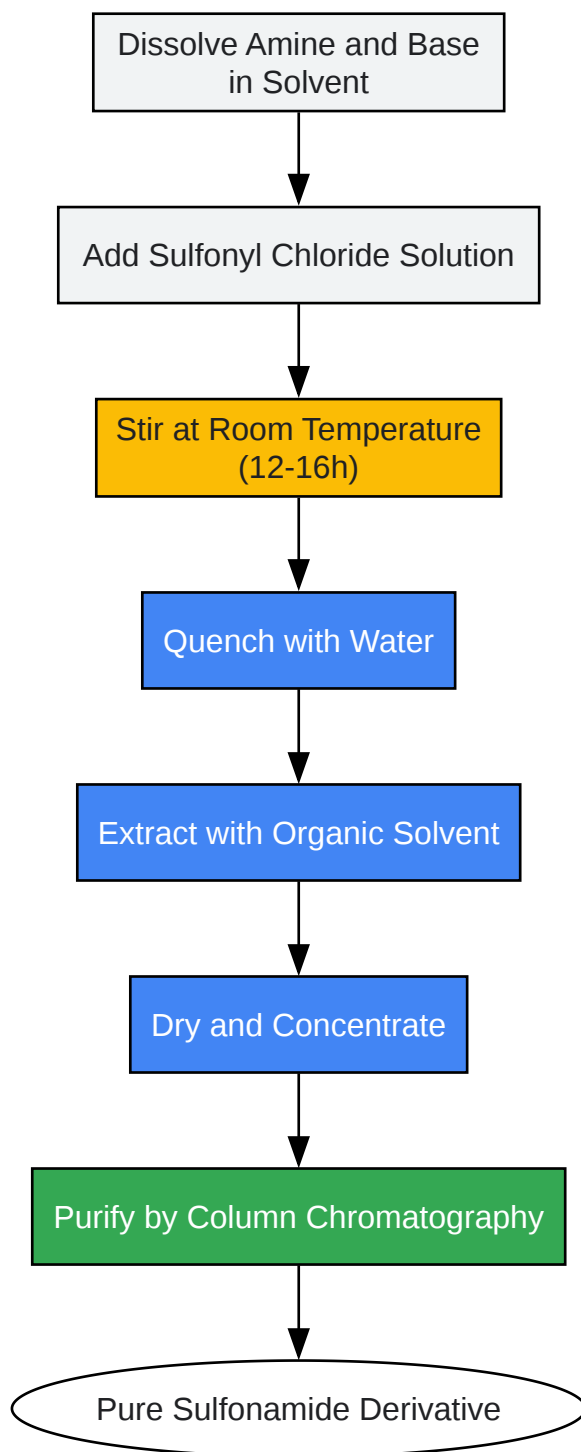 Dissolve Amine and Base
in Solvent
Add Sulfonyl Chloride Solution
Stir at Room Temperature
(12-16h)
Quench with Water
Extract with Organic Solvent
Dry and Concentrate
Purify by Column Chromatography
Pure Sulfonamide Derivative